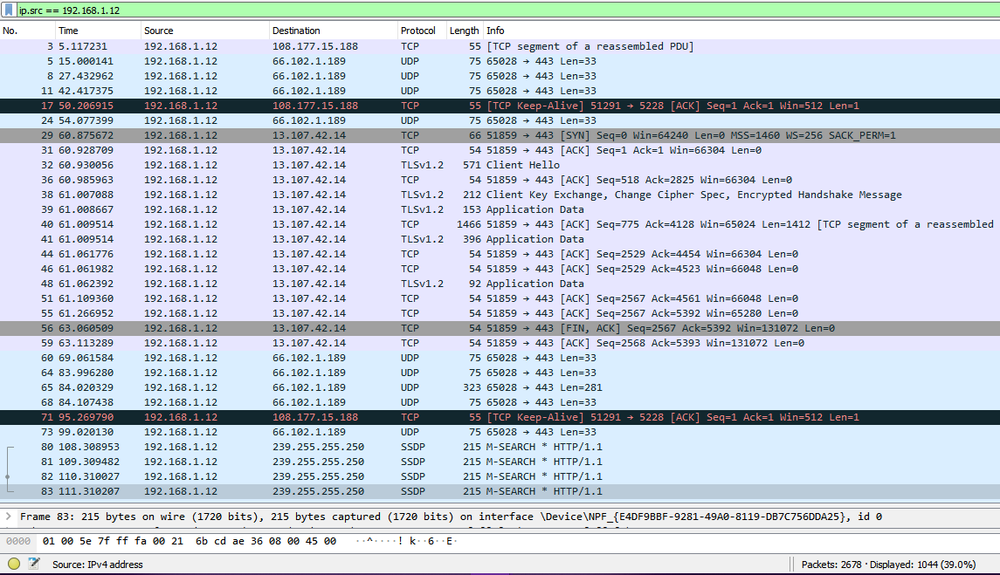 ip.src == 192.168.1.12
No. Time Source Destination Protocol Length Info
3 5.117231 192.168.1.12 108.177.15.188 TCP 55 [TCP segment of a reassembled PDU]
5 15.000141 192.168.1.12 66.102.1.189 UDP 75 65028 → 443 Len=33
8 27.432962 192.168.1.12 66.102.1.189 UDP 75 65028 → 443 Len=33
11 42.417375 192.168.1.12 66.102.1.189 UDP 75 65028 → 443 Len=33
17 50.206915 192.168.1.12 108.177.15.188 TCP 55 [TCP Keep-Alive] 51291 → 5228 [ACK] Seq=1 Ack=1 Win=512 Len=1
24 54.077399 192.168.1.12 66.102.1.189 UDP 75 65028 → 443 Len=33
29 60.875672 192.168.1.12 13.107.42.14 TCP 66 51859 → 443 [SYN] Seq=0 Win=64240 Len=0 MSS=1460 WS=256 SACK_PERM=1
31 60.928709 192.168.1.12 13.107.42.14 TCP 54 51859 → 443 [ACK] Seq=1 Ack=1 Win=66304 Len=0
32 60.930056 192.168.1.12 13.107.42.14 TLSv1.2 571 Client Hello
36 60.985963 192.168.1.12 13.107.42.14 TCP 54 51859 → 443 [ACK] Seq=518 Ack=2825 Win=66304 Len=0
38 61.007088 192.168.1.12 13.107.42.14 TLSv1.2 212 Client Key Exchange, Change Cipher Spec, Encrypted Handshake Message
39 61.008667 192.168.1.12 13.107.42.14 TLSv1.2 153 Application Data
40 61.009514 192.168.1.12 13.107.42.14 TCP 1466 51859 → 443 [ACK] Seq=775 Ack=4128 Win=65024 Len=1412 [TCP segment of a reassembled
41 61.009514 192.168.1.12 13.107.42.14 TLSv1.2 396 Application Data
44 61.061776 192.168.1.12 13.107.42.14 TCP 54 51859 → 443 [ACK] Seq=2529 Ack=4454 Win=66304 Len=0
46 61.061982 192.168.1.12 13.107.42.14 TCP 54 51859 → 443 [ACK] Seq=2529 Ack=4523 Win=66048 Len=0
48 61.062392 192.168.1.12 13.107.42.14 TLSv1.2 92 Application Data
51 61.109360 192.168.1.12 13.107.42.14 TCP 54 51859 → 443 [ACK] Seq=2567 Ack=4561 Win=66048 Len=0
55 61.266952 192.168.1.12 13.107.42.14 TCP 54 51859 → 443 [ACK] Seq=2567 Ack=5392 Win=65280 Len=0
56 63.060509 192.168.1.12 13.107.42.14 TCP 54 51859 → 443 [FIN, ACK] Seq=2567 Ack=5392 Win=131072 Len=0
59 63.113289 192.168.1.12 13.107.42.14 TCP 54 51859 → 443 [ACK] Seq=2568 Ack=5393 Win=131072 Len=0
60 69.061584 192.168.1.12 66.102.1.189 UDP 75 65028 → 443 Len=33
64 83.996280 192.168.1.12 66.102.1.189 UDP 75 65028 → 443 Len=33
65 84.020329 192.168.1.12 66.102.1.189 UDP 323 65028 → 443 Len=281
68 84.107438 192.168.1.12 66.102.1.189 UDP 75 65028 → 443 Len=33
71 95.269790 192.168.1.12 108.177.15.188 TCP 55 [TCP Keep-Alive] 51291 → 5228 [ACK] Seq=1 Ack=1 Win=512 Len=1
73 99.020130 192.168.1.12 66.102.1.189 UDP 75 65028 → 443 Len=33
80 108.308953 192.168.1.12 239.255.255.250 SSDP 215 M-SEARCH * HTTP/1.1
81 109.309482 192.168.1.12 239.255.255.250 SSDP 215 M-SEARCH * HTTP/1.1
82 110.310027 192.168.1.12 239.255.255.250 SSDP 215 M-SEARCH * HTTP/1.1
83 111.310207 192.168.1.12 239.255.255.250 SSDP 215 M-SEARCH * HTTP/1.1
Frame 83: 215 bytes on wire (1720 bits), 215 bytes captured (1720 bits) on interface \Device\NPF_{E4DF9BBF-9281-49A0-8119-DB7C756DDA25}, id 0
0000 01 00 5e 7f ff fa 00 21 6b cd ae 36 08 00 45 00 ··^····! k··6··E·
Source: IPv4 address Packets: 2678 · Displayed: 1044 (39.0%)